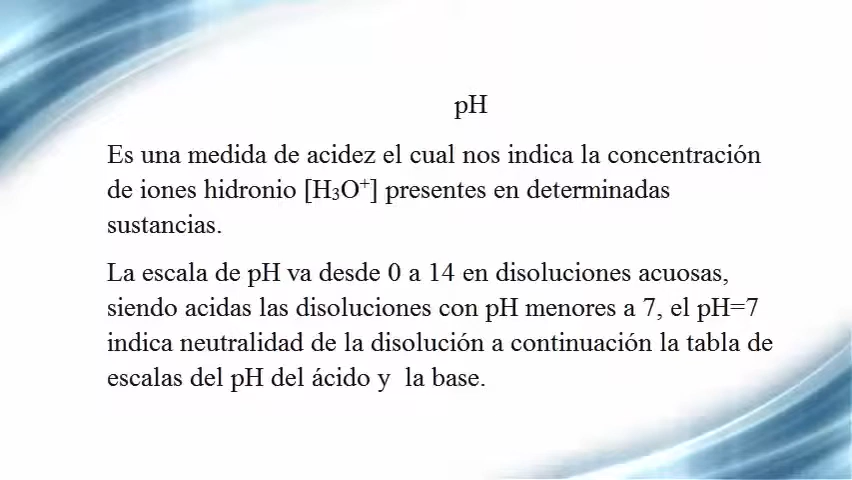 pH
Es una medida de acidez el cual nos indica la concentración
de iones hidronio [H₃O⁺] presentes en determinadas
sustancias.
La escala de pH va desde 0 a 14 en disoluciones acuosas,
siendo acidas las disoluciones con pH menores a 7, el pH=7
indica neutralidad de la disolución a continuación la tabla de
escalas del pH del ácido y  la base.